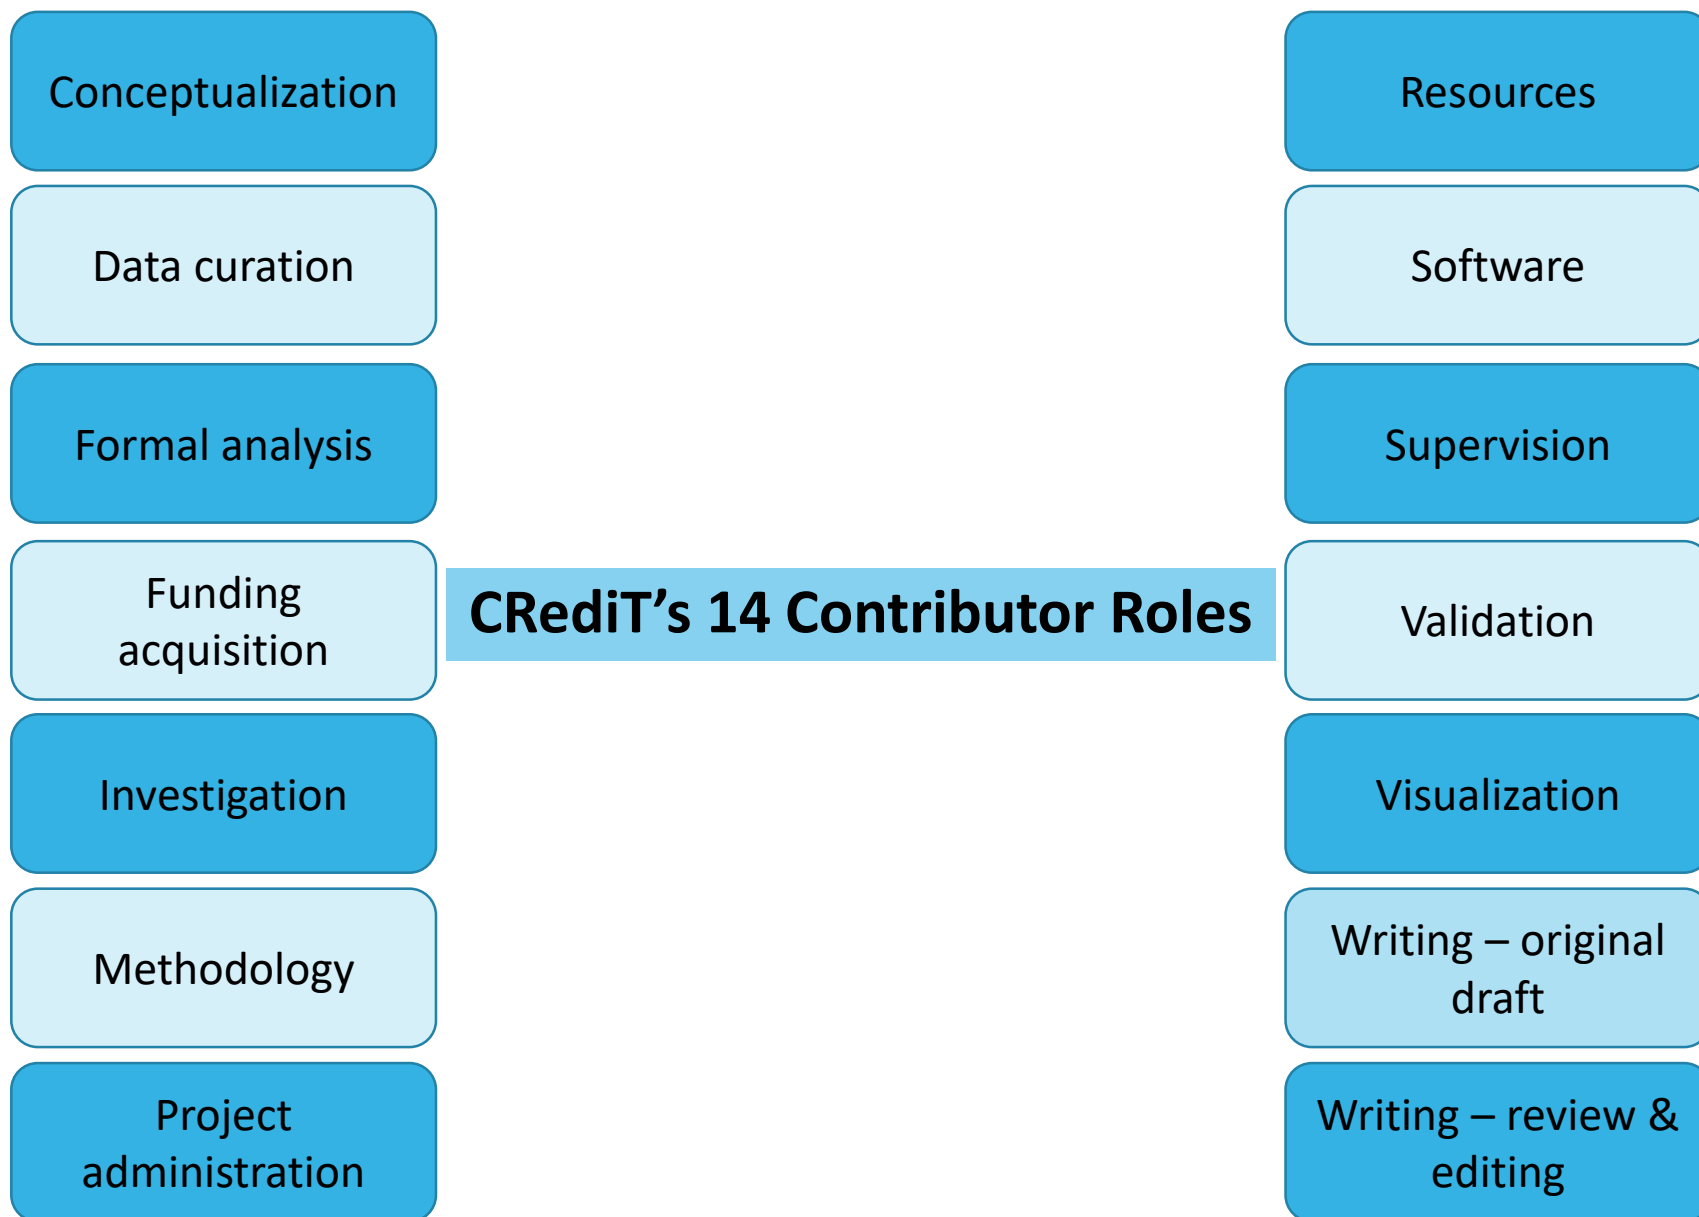 Conceptualization
Data curation
Formal analysis
Funding
acquisition
Investigation
Methodology
Project
administration
CRediT’s 14 Contributor Roles
Resources
Software
Supervision
Validation
Visualization
Writing – original
draft
Writing – review &
editing